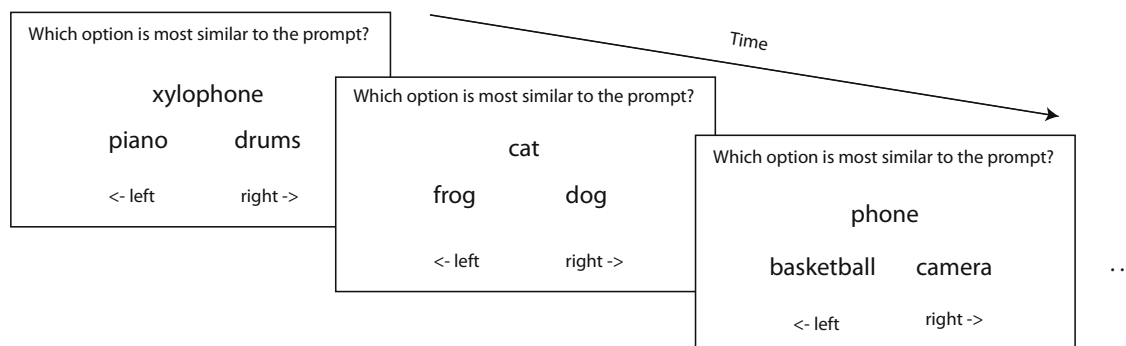 Which option is most similar to the prompt?
xylophone
piano drums
<- left right ->
Time
Which option is most similar to the prompt?
cat
frog dog
<- left right ->
Which option is most similar to the prompt?
phone
basketball camera
<- left right ->
..